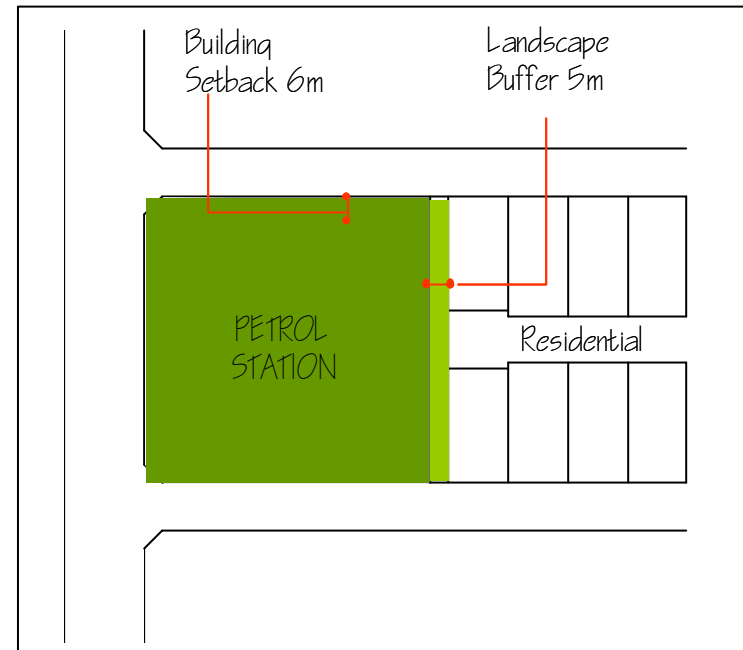 Building
Setback 6m
Landscape
Buffer 5m
PETROL
STATION
Residential